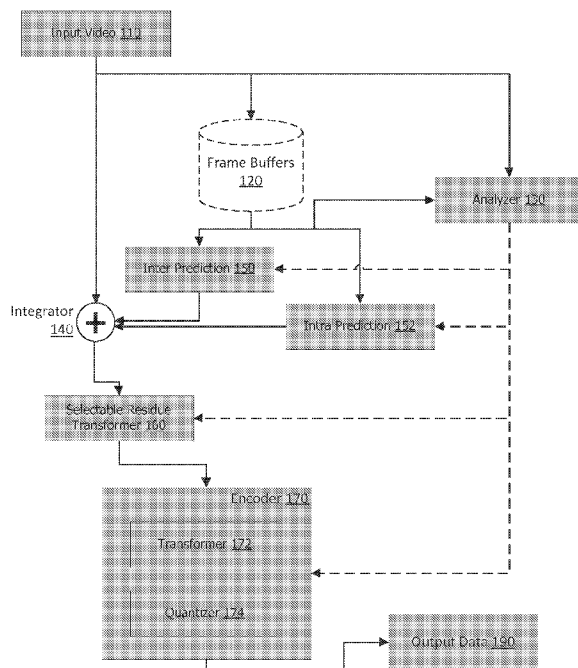 Input Video 110
Frame Buffers
120
Analyzer 130
Inter Prediction 150
Integrator
140
+
Intra Prediction 152
Selectable Residue
Transformer 160
Encoder 170
Transformer 172
Quantizer 174
Output Data 190